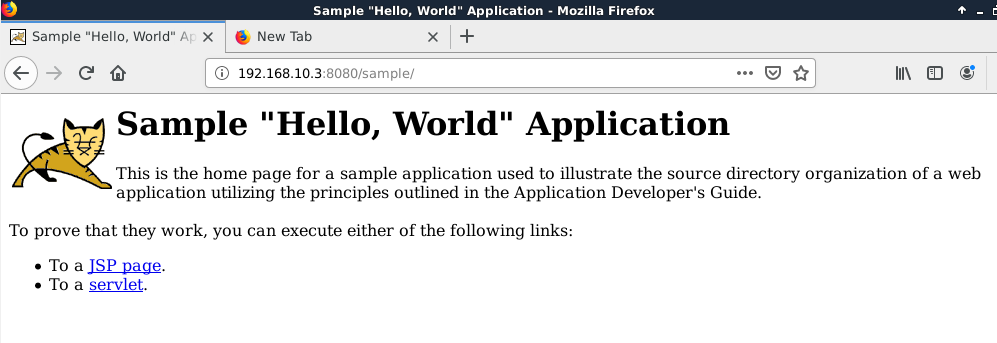 Sample "Hello, World" Application - Mozilla Firefox
Sample "Hello, World" Ap
New Tab
192.168.10.3:8080/sample/
Sample "Hello, World" Application
This is the home page for a sample application used to illustrate the source directory organization of a web
application utilizing the principles outlined in the Application Developer's Guide.
To prove that they work, you can execute either of the following links:
• To a JSP page.
• To a servlet.